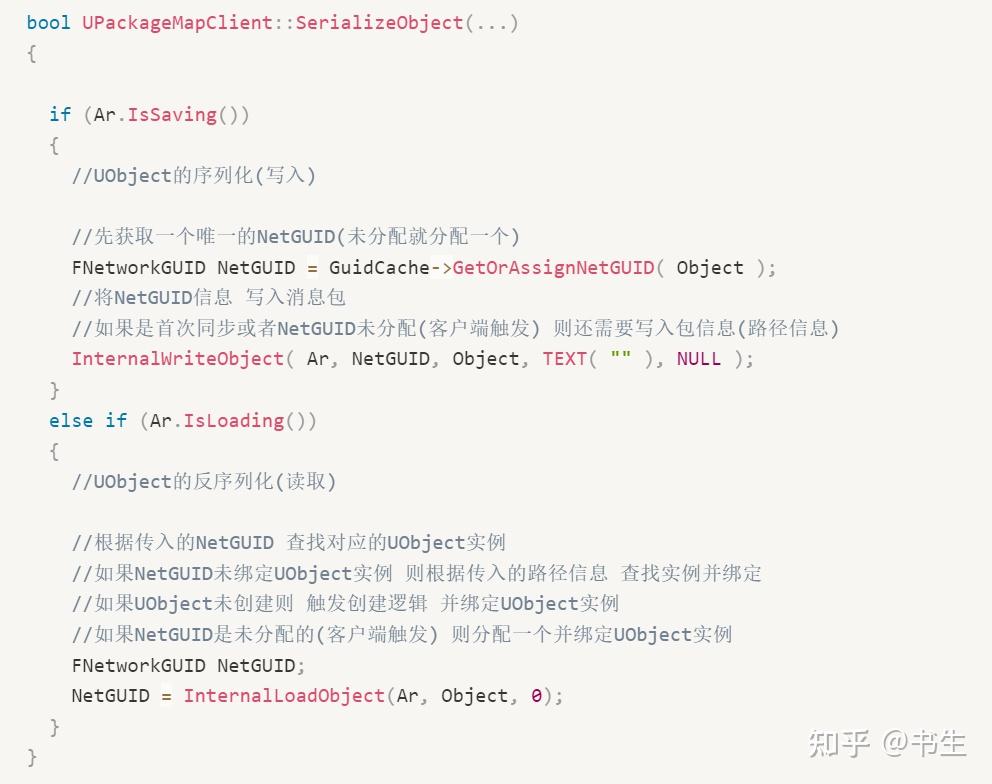 bool UPackageMapClient::SerializeObject(...)
{
if (Ar.IsSaving())
{
//UObject的序列化(写入)
//先获取一个唯一的NetGUID(未分配就分配一个)
FNetworkGUID NetGUID = GuidCache->GetOrAssignNetGUID( Object );
//将NetGUID信息 写入消息包
//如果是首次同步或者NetGUID未分配(客户端触发) 则还需要写入包信息(路径信息)
InternalWriteObject( Ar, NetGUID, Object, TEXT( "" ), NULL );
}
else if (Ar.IsLoading())
{
//UObject的反序列化(读取)
//根据传入的NetGUID 查找对应的UObject实例
//如果NetGUID未绑定UObject实例 则根据传入的路径信息 查找实例并绑定
//如果UObject未创建则 触发创建逻辑 并绑定UObject实例
//如果NetGUID是未分配的(客户端触发) 则分配一个并绑定UObject实例
FNetworkGUID NetGUID;
NetGUID = InternalLoadObject(Ar, Object, 0);
}
}
知乎 @书生